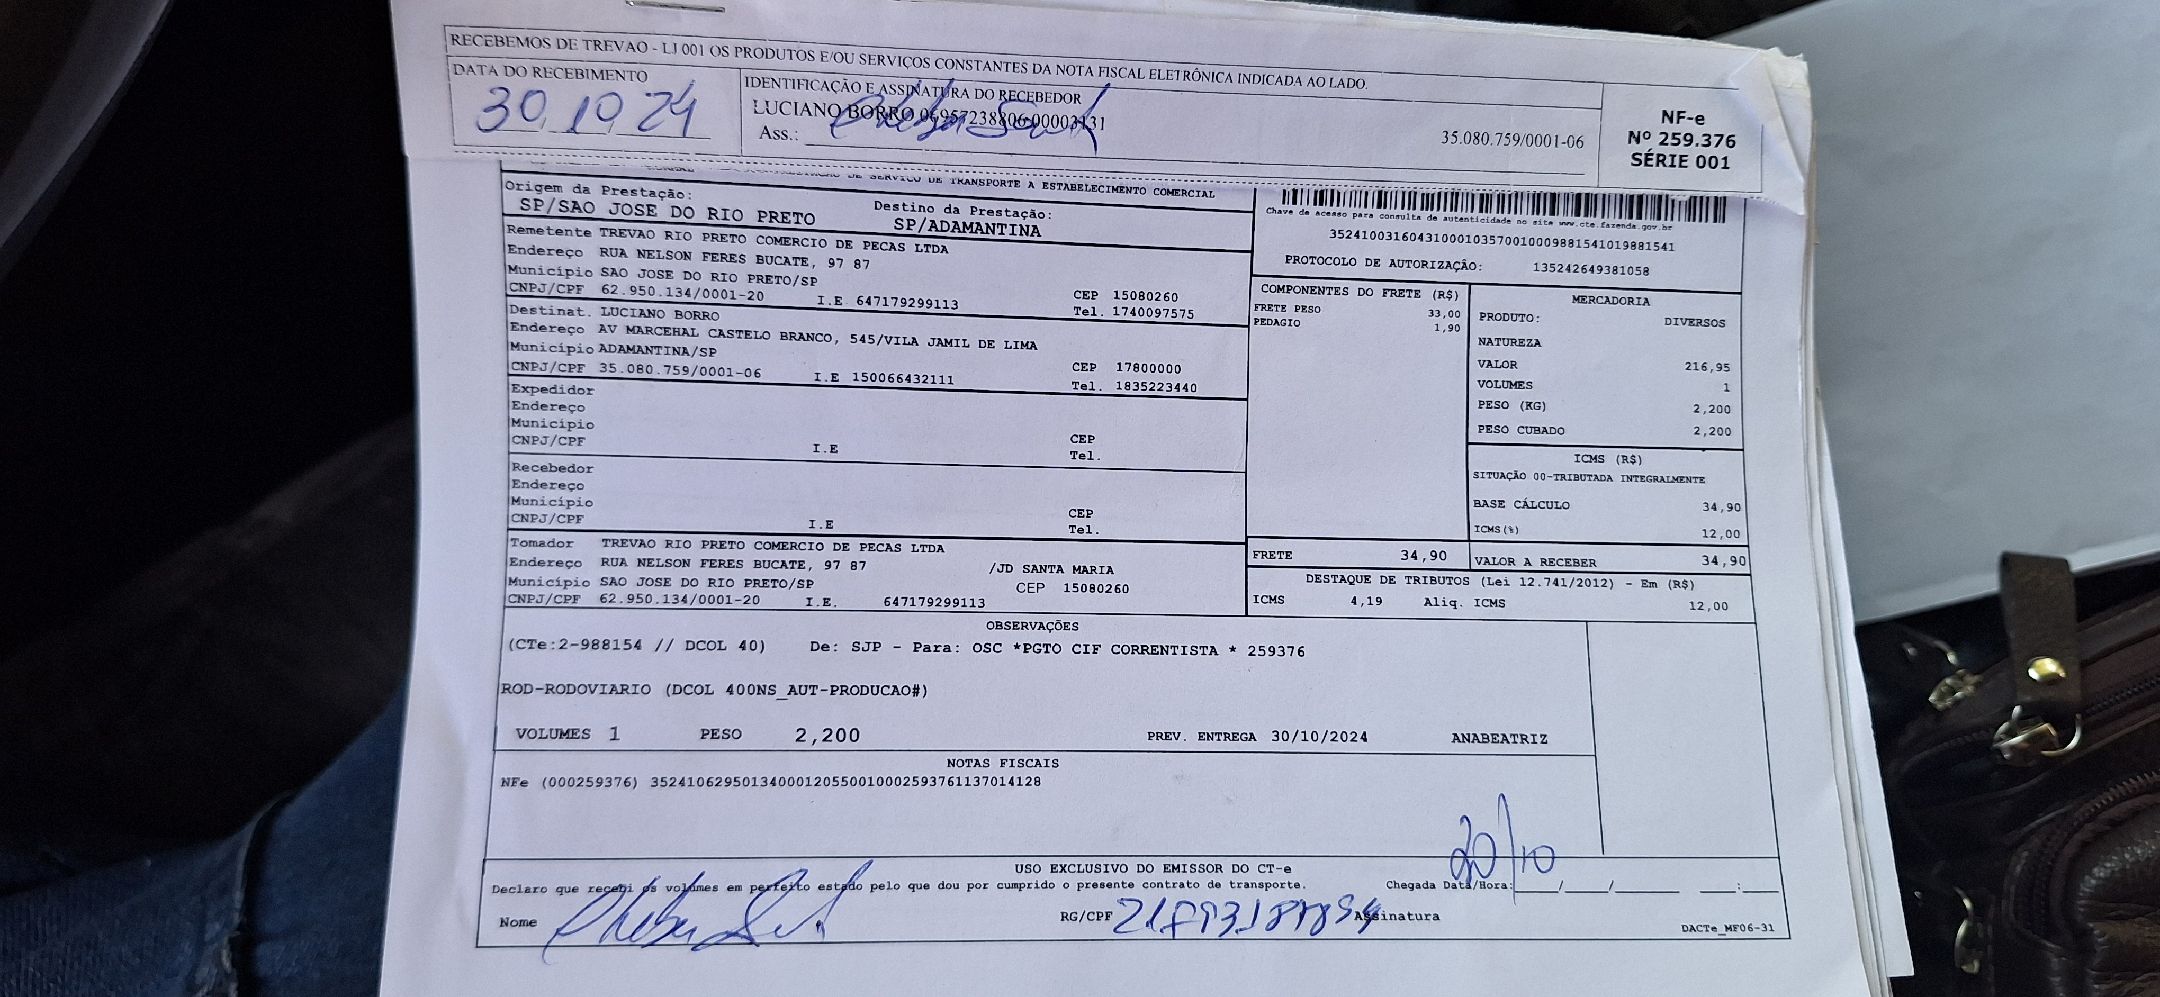 RECEBEMOS DE TREVAO - LJ 001 OS PRODUTOS E/OU SERVIÇOS CONSTANTES DA NOTA FISCAL ELETRÔNICA INDICADA AO LADO.
DATA DO RECEBIMENTO
30 10 24
IDENTIFICAÇÃO E ASSINATURA DO RECEBEDOR
LUCIANO BORRO 06957238806 00003131
Ass.:
35.080.759/0001-06
NF-e
Nº 259.376
SÉRIE 001
DE SERVICO DE TRANSPORTE A ESTABELECIMENTO COMERCIAL
Origem da Prestação:
SP/SAO JOSE DO RIO PRETO
Destino da Prestação:
SP/ADAMANTINA
Chave de acesso para consulta de autenticidade no site www.cte.fazenda.gov.br
35241003160431000103570010009881541019881541
PROTOCOLO DE AUTORIZAÇÃO: 135242649381058
Remetente TREVAO RIO PRETO COMERCIO DE PECAS LTDA
Endereço RUA NELSON FERES BUCATE, 97 87
Município SAO JOSE DO RIO PRETO/SP
CEP 15080260
CNPJ/CPF 62.950.134/0001-20 I.E 647179299113
Tel. 1740097575
Destinat. LUCIANO BORRO
Endereço AV MARCEHAL CASTELO BRANCO, 545/VILA JAMIL DE LIMA
Município ADAMANTINA/SP
CEP 17800000
CNPJ/CPF 35.080.759/0001-06 I.E 150066432111
Tel. 1835223440
Expedidor
Endereço
Município
CEP
CNPJ/CPF I.E
Tel.
Recebedor
Endereço
Município
CEP
CNPJ/CPF I.E
Tel.
Tomador TREVAO RIO PRETO COMERCIO DE PECAS LTDA
Endereço RUA NELSON FERES BUCATE, 97 87 /JD SANTA MARIA
Município SAO JOSE DO RIO PRETO/SP CEP 15080260
CNPJ/CPF 62.950.134/0001-20 I.E. 647179299113
COMPONENTES DO FRETE (R$)
FRETE PESO 33,00
PEDAGIO 1,90
MERCADORIA
PRODUTO: DIVERSOS
NATUREZA
VALOR 216,95
VOLUMES 1
PESO (KG) 2,200
PESO CUBADO 2,200
ICMS (R$)
SITUAÇÃO 00-TRIBUTADA INTEGRALMENTE
BASE CÁLCULO 34,90
ICMS(%) 12,00
FRETE 34,90
VALOR A RECEBER 34,90
DESTAQUE DE TRIBUTOS (Lei 12.741/2012) - Em (R$)
ICMS 4,19 Aliq. ICMS 12,00
OBSERVAÇÕES
(CTe:2-988154 // DCOL 40) De: SJP - Para: OSC *PGTO CIF CORRENTISTA * 259376
ROD-RODOVIARIO (DCOL 400NS_AUT-PRODUCAO#)
VOLUMES 1 PESO 2,200 PREV. ENTREGA 30/10/2024 ANABEATRIZ
NOTAS FISCAIS
NFe (000259376) 35241062950134000120550010002593761137014128
USO EXCLUSIVO DO EMISSOR DO CT-e
Declaro que recebi os volumes em perfeito estado pelo que dou por cumprido o presente contrato de transporte.
Chegada Data/Hora: / / :
Nome
RG/CPF
Assinatura
DACTe_MF06-31